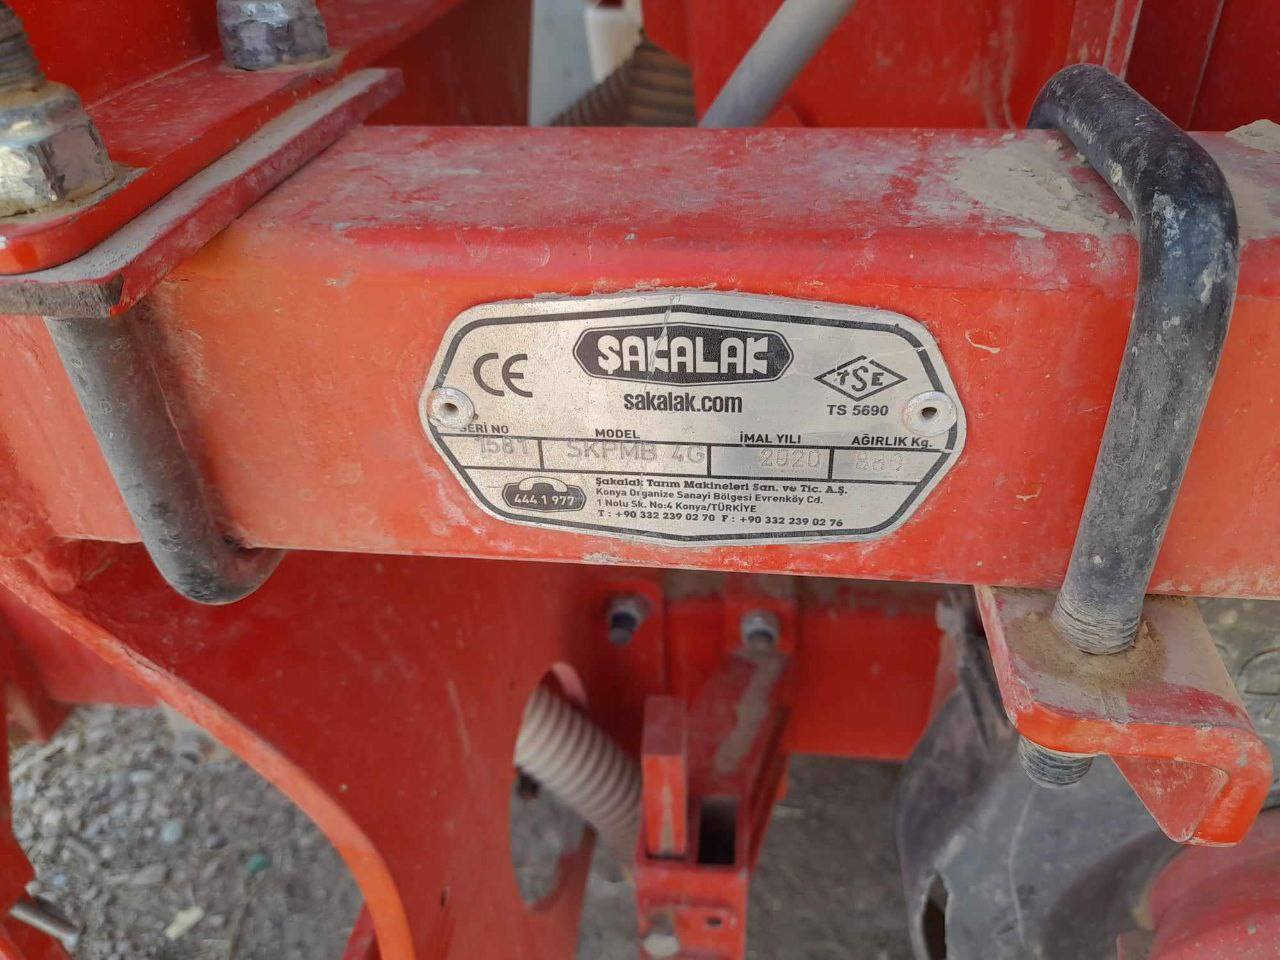 CE
ŞAKALAK
sakalak.com
TSE
TS 5690
SERİ NO MODEL İMAL YILI AĞIRLIK Kg.
1581 SKPMB 4G 2020
Şakalak Tarım Makineleri San. ve Tic. A.Ş.
444 1 977
Konya Organize Sanayi Bölgesi Evrenköy Cd.
1 Nolu Sk. No:4 Konya/TÜRKİYE
T : +90 332 239 02 70 F : +90 332 239 02 76